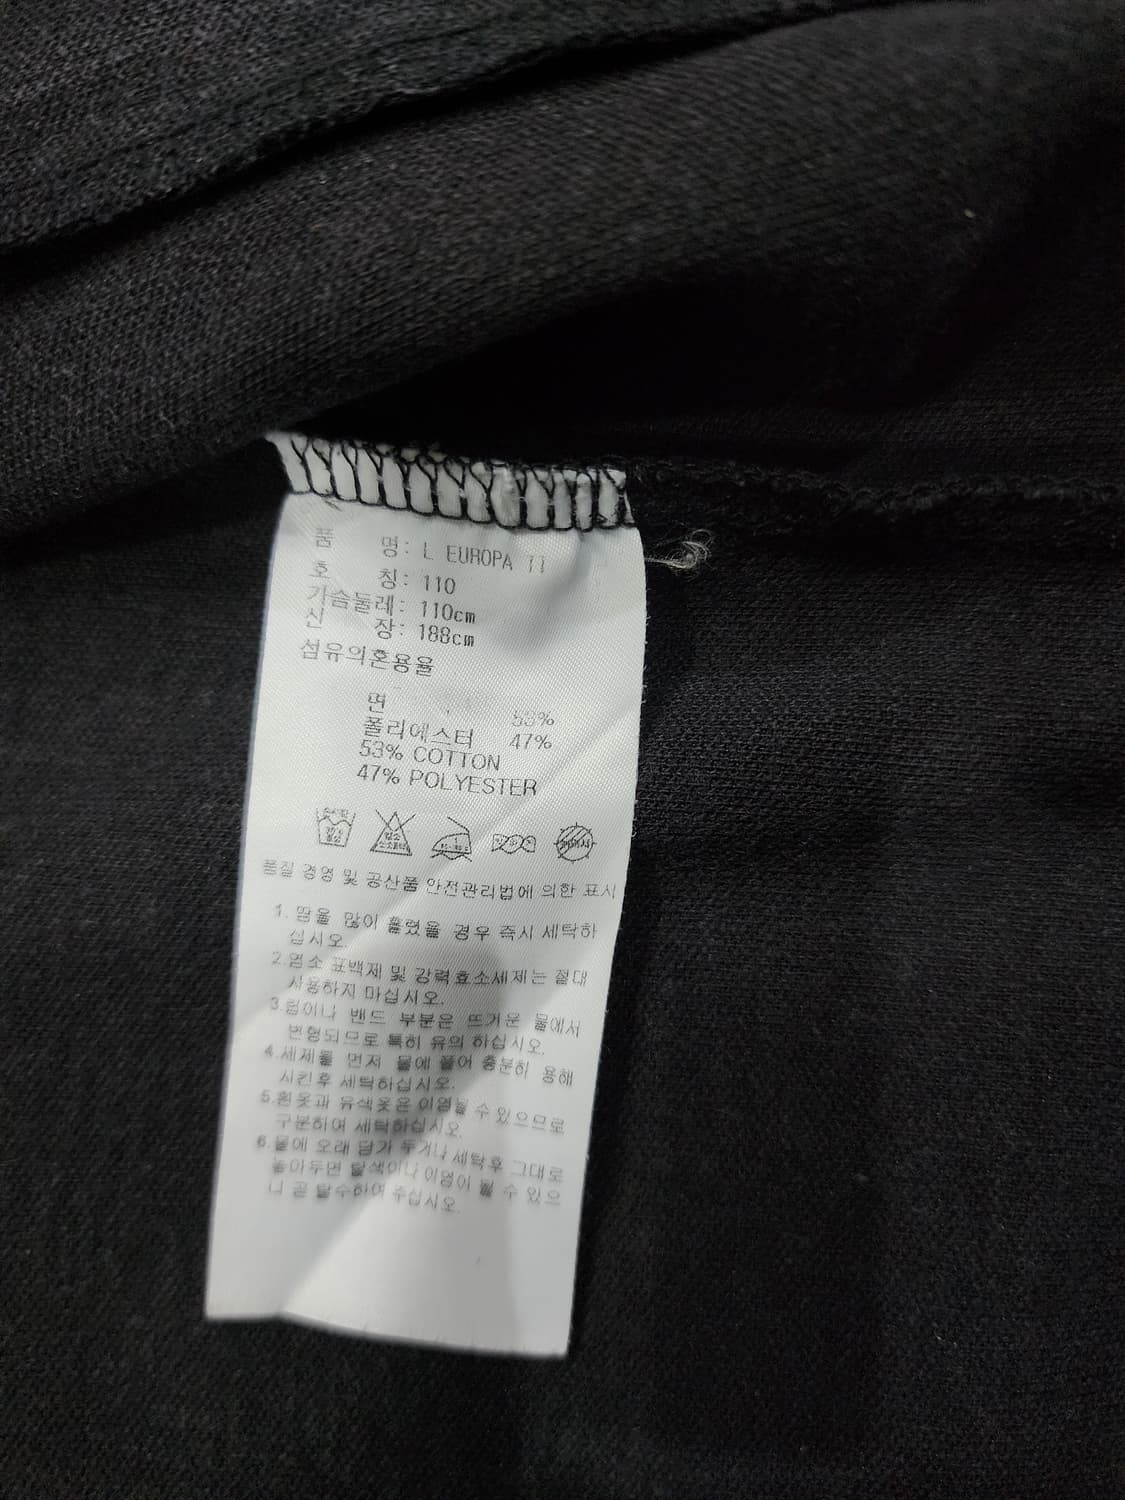 품 명: L EUROPA II
호 칭: 110
가슴둘레: 110cm
신 장: 188cm
섬유의혼용율
면 53%
폴리에스터 47%
53% COTTON
47% POLYESTER
품질 경영 및 공산품 안전관리법에 의한 표시
1. 땀을 많이 흘렸을 경우 즉시 세탁하
십시오.
2.염소 표백제 및 강력효소세제는 절대
사용하지 마십시오.
3.험이나 밴드 부분은 뜨거운 물에서
변형되므로 특히 유의 하십시오.
4.세제를 먼저 물에 풀어 충분히 용해
시킨후 세탁하십시오.
5.흰옷과 유색옷은 이염될 수 있으므로
구분하여 세탁하십시오.
6.물에 오래 담가 두거나 세탁후 그대로
놓아두면 탈색이나 이염이 될 수 있으
니 곧 탈수하여 주십시오.